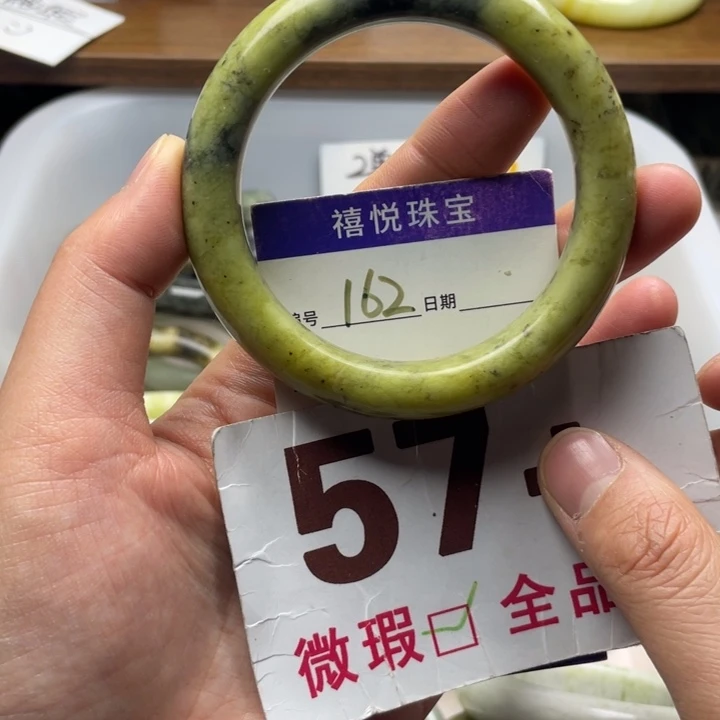 禧悦珠宝
号 162 日期
57
微瑕☑ 全品